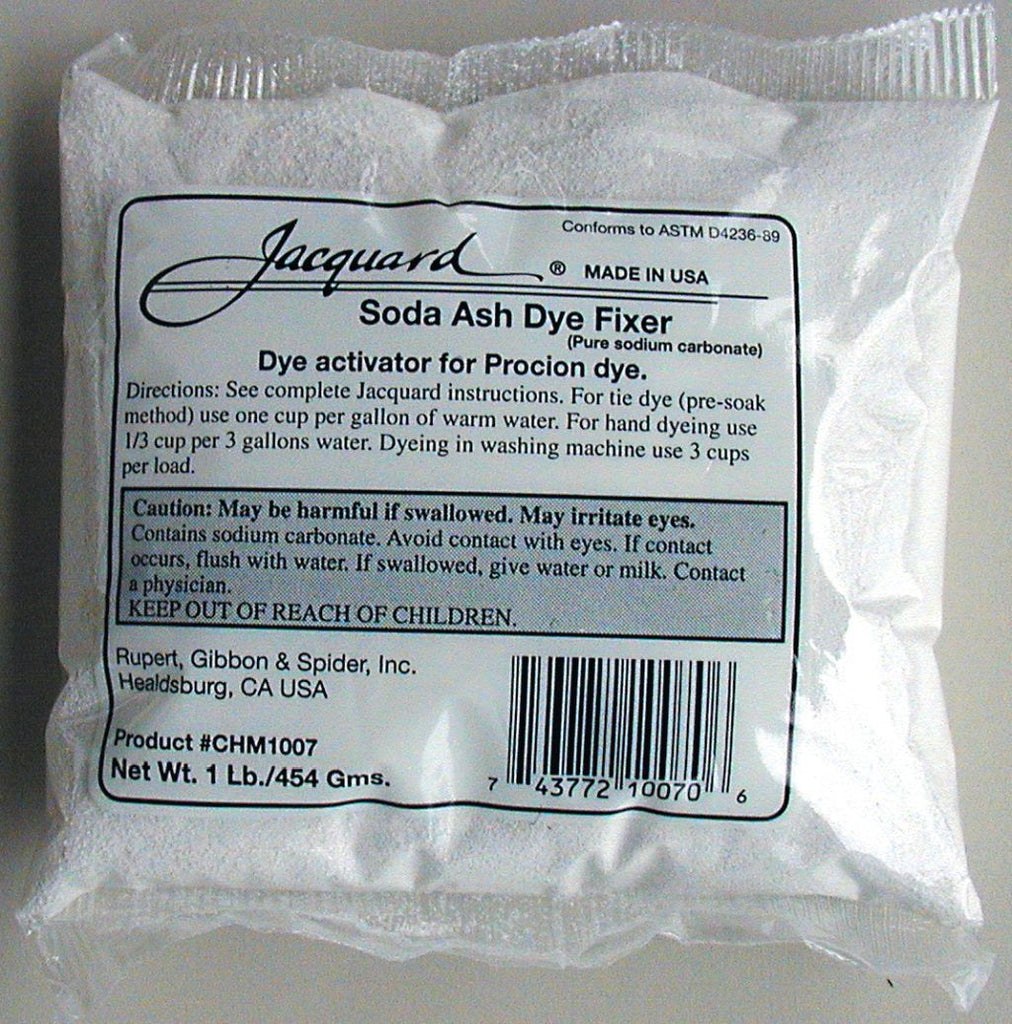 Conforms to ASTM D4236-89
Jacquard ® MADE IN USA
Soda Ash Dye Fixer
(Pure sodium carbonate)
Dye activator for Procion dye.
Directions: See complete Jacquard instructions. For tie dye (pre-soak
method) use one cup per gallon of warm water. For hand dyeing use
1/3 cup per 3 gallons water. Dyeing in washing machine use 3 cups
per load.
Caution: May be harmful if swallowed. May irritate eyes.
Contains sodium carbonate. Avoid contact with eyes. If contact
occurs, flush with water. If swallowed, give water or milk. Contact
a physician.
KEEP OUT OF REACH OF CHILDREN.
Rupert, Gibbon & Spider, Inc.
Healdsburg, CA USA
Product #CHM1007
Net Wt. 1 Lb./454 Gms.
7 43772 10070 6